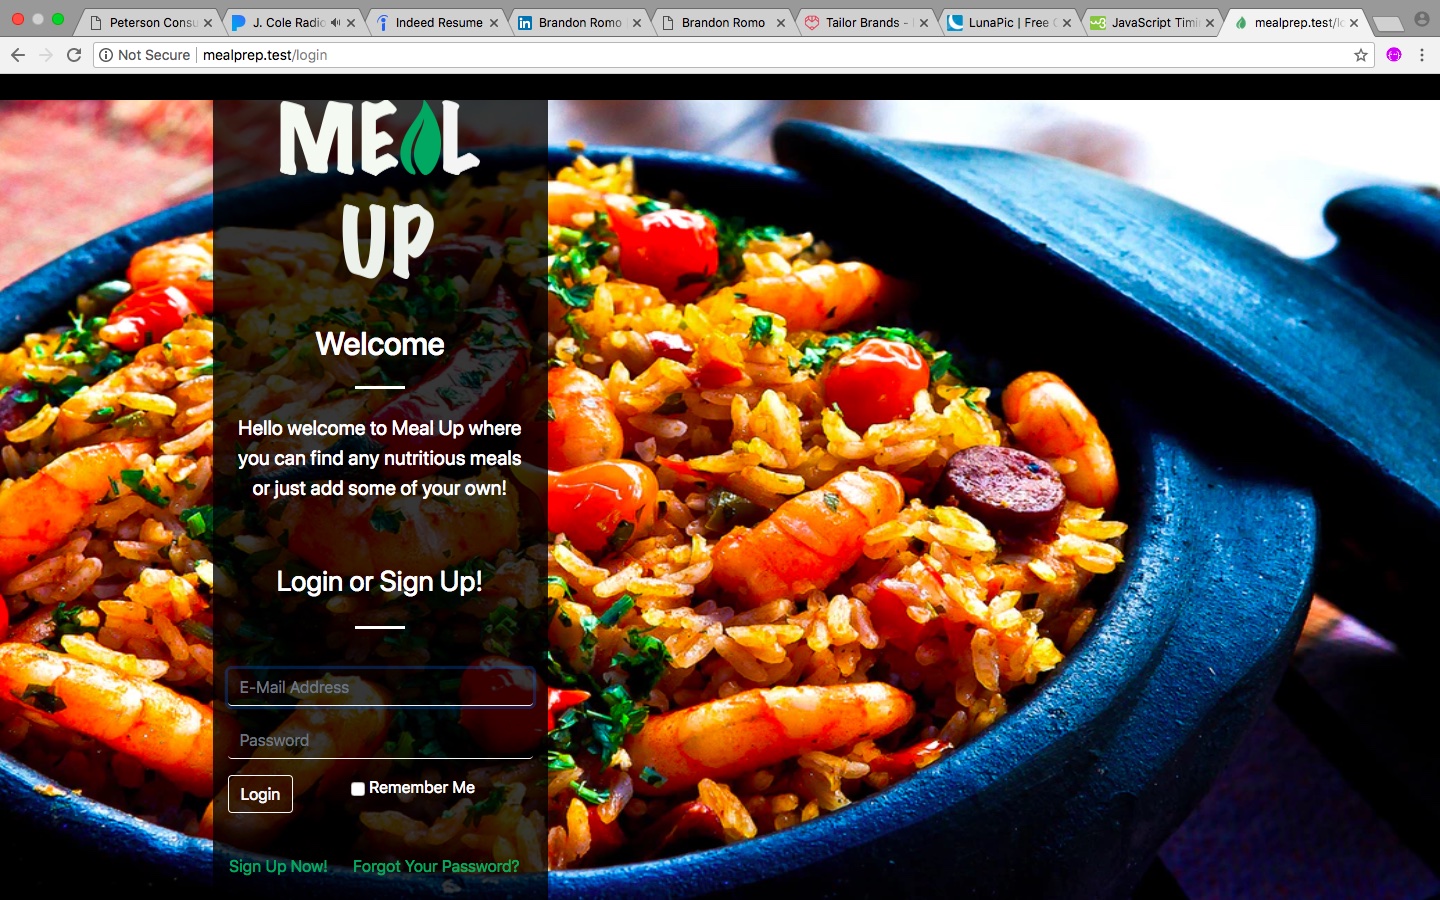 Peterson Consu
J. Cole Radio
Indeed Resume
Brandon Romo
Brandon Romo
Tailor Brands -
LunaPic | Free
JavaScript Timi
mealprep.test/lo
Not Secure
mealprep.test/login
MEAL
UP
Welcome
Hello welcome to Meal Up where
you can find any nutritious meals
or just add some of your own!
Login or Sign Up!
E-Mail Address
Password
Login
Remember Me
Sign Up Now!
Forgot Your Password?